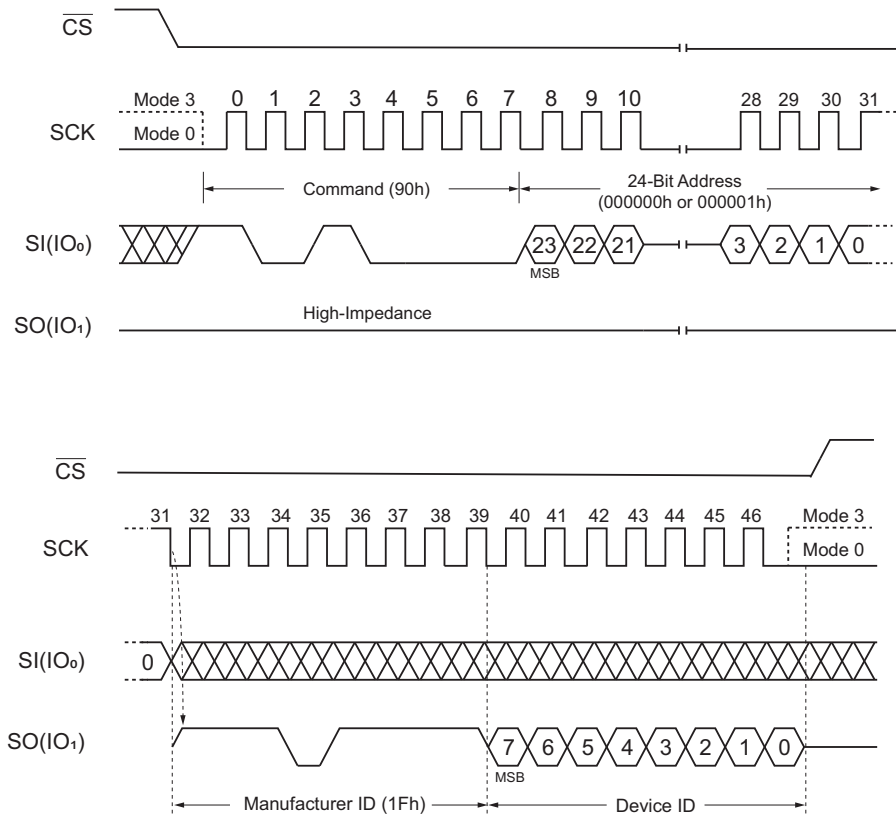 CS
Mode 3
0 1 2 3 4 5 6 7 8 9 10 28 29 30 31
SCK
Mode 0
Command (90h)
24-Bit Address
(000000h or 000001h)
SI(IO₀)
23 22 21 3 2 1 0
MSB
High-Impedance
SO(IO₁)
CS
31 32 33 34 35 36 37 38 39 40 41 42 43 44 45 46
Mode 3
SCK
Mode 0
SI(IO₀)
0
SO(IO₁)
7 6 5 4 3 2 1 0
MSB
Manufacturer ID (1Fh)
Device ID